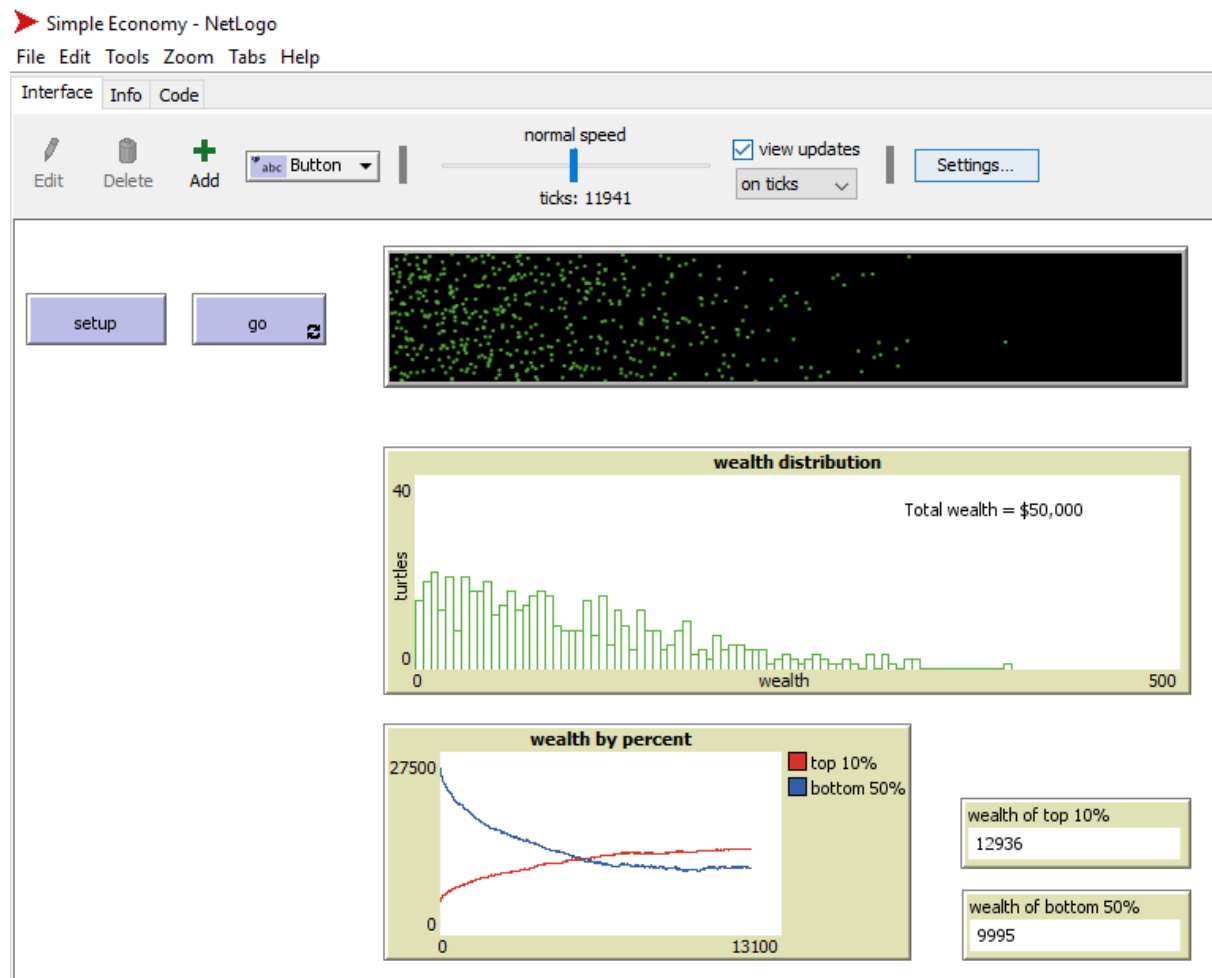 Simple Economy - NetLogo
File Edit Tools Zoom Tabs Help
Interface Info Code
Edit Delete Add
abc Button
normal speed
ticks: 11941
view updates
on ticks
Settings...
setup
go
wealth distribution
40
turtles
0
Total wealth = $50,000
0 wealth 500
wealth by percent
27500
0
0 13100
top 10%
bottom 50%
wealth of top 10%
12936
wealth of bottom 50%
9995